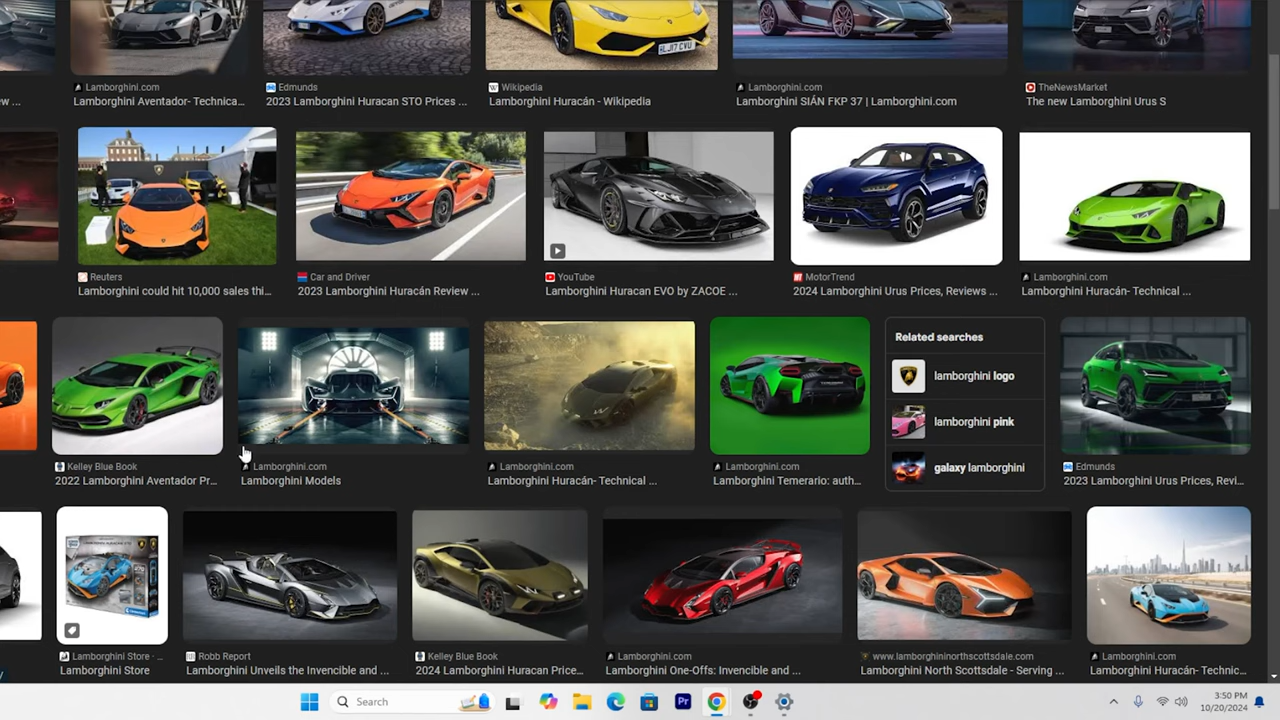 w ...
Lamborghini.com
Lamborghini Aventador- Technica...
Edmunds
2023 Lamborghini Huracan STO Prices ...
LJ17 CVU
W Wikipedia
Lamborghini Huracán - Wikipedia
Lamborghini.com
Lamborghini SIÁN FKP 37 | Lamborghini.com
TheNewsMarket
The new Lamborghini Urus S
Reuters
Lamborghini could hit 10,000 sales thi...
Car and Driver
2023 Lamborghini Huracán Review ...
YouTube
Lamborghini Huracan EVO by ZACOE ...
MT MotorTrend
2024 Lamborghini Urus Prices, Reviews ...
Lamborghini.com
Lamborghini Huracán- Technical ...
Kelley Blue Book
2022 Lamborghini Aventador Pr...
Lamborghini.com
Lamborghini Models
Lamborghini.com
Lamborghini Huracán- Technical ...
Lamborghini.com
Lamborghini Temerario: auth...
Related searches
lamborghini logo
lamborghini pink
galaxy lamborghini
Edmunds
2023 Lamborghini Urus Prices, Revi...
Lamborghini Store · ...
Lamborghini Store
Robb Report
Lamborghini Unveils the Invencible and ...
Kelley Blue Book
2024 Lamborghini Huracan Price...
Lamborghini.com
Lamborghini One-Offs: Invencible and ...
www.lamborghininorthscottsdale.com
Lamborghini North Scottsdale - Serving ...
Lamborghini.com
Lamborghini Huracán- Technic...
Search
Pr
3:50 PM
10/20/2024